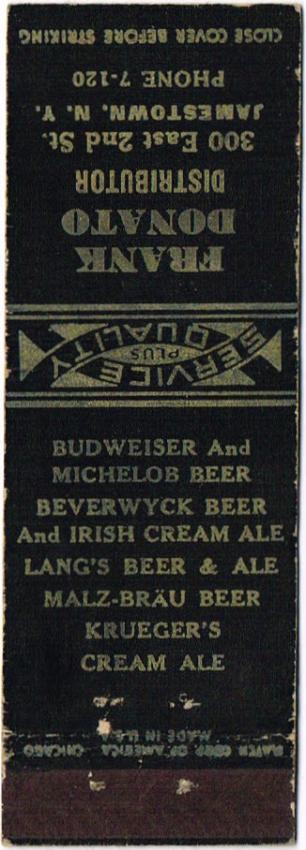 CLOSE COVER BEFORE STRIKING
PHONE 7-120
JAMESTOWN, N. Y.
300 East 2nd St.
DISTRIBUTOR
DONATO
FRANK
SERVICE
PLUS
QUALITY
BUDWEISER And
MICHELOB BEER
BEVERWYCK BEER
And IRISH CREAM ALE
LANG'S BEER & ALE
MALZ-BRÄU BEER
KRUEGER'S
CREAM ALE
MADE IN U.S.A.
CORP. OF AMERICA CHICAGO